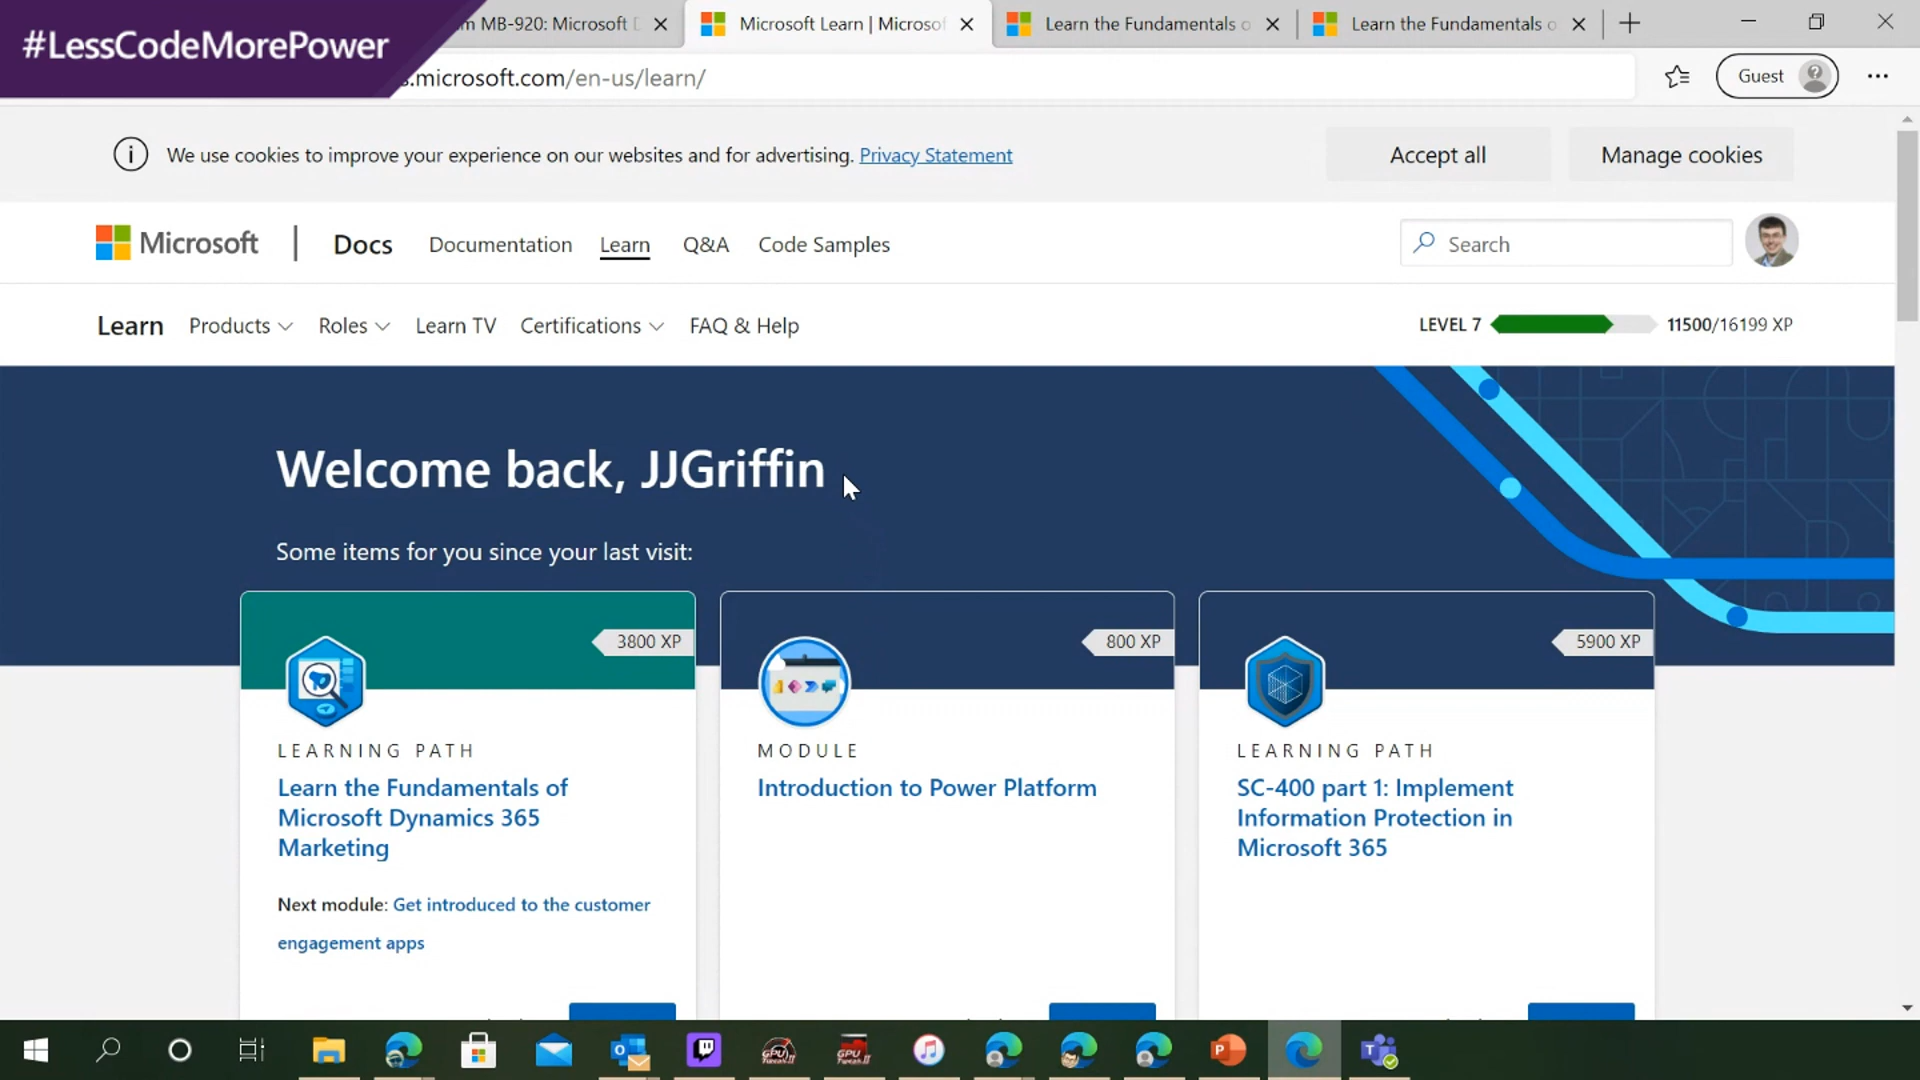 #LessCodeMorePower
m MB-920: Microsoft D
Microsoft Learn | Microsof
Learn the Fundamentals o
Learn the Fundamentals o
s.microsoft.com/en-us/learn/
Guest
We use cookies to improve your experience on our websites and for advertising. Privacy Statement
Accept all
Manage cookies
Microsoft
Docs
Documentation
Learn
Q&A
Code Samples
Search
Learn
Products
Roles
Learn TV
Certifications
FAQ & Help
LEVEL 7
11500/16199 XP
Welcome back, JJGriffin
Some items for you since your last visit:
3800 XP
LEARNING PATH
Learn the Fundamentals of
Microsoft Dynamics 365
Marketing
Next module: Get introduced to the customer
engagement apps
800 XP
MODULE
Introduction to Power Platform
5900 XP
LEARNING PATH
SC-400 part 1: Implement
Information Protection in
Microsoft 365